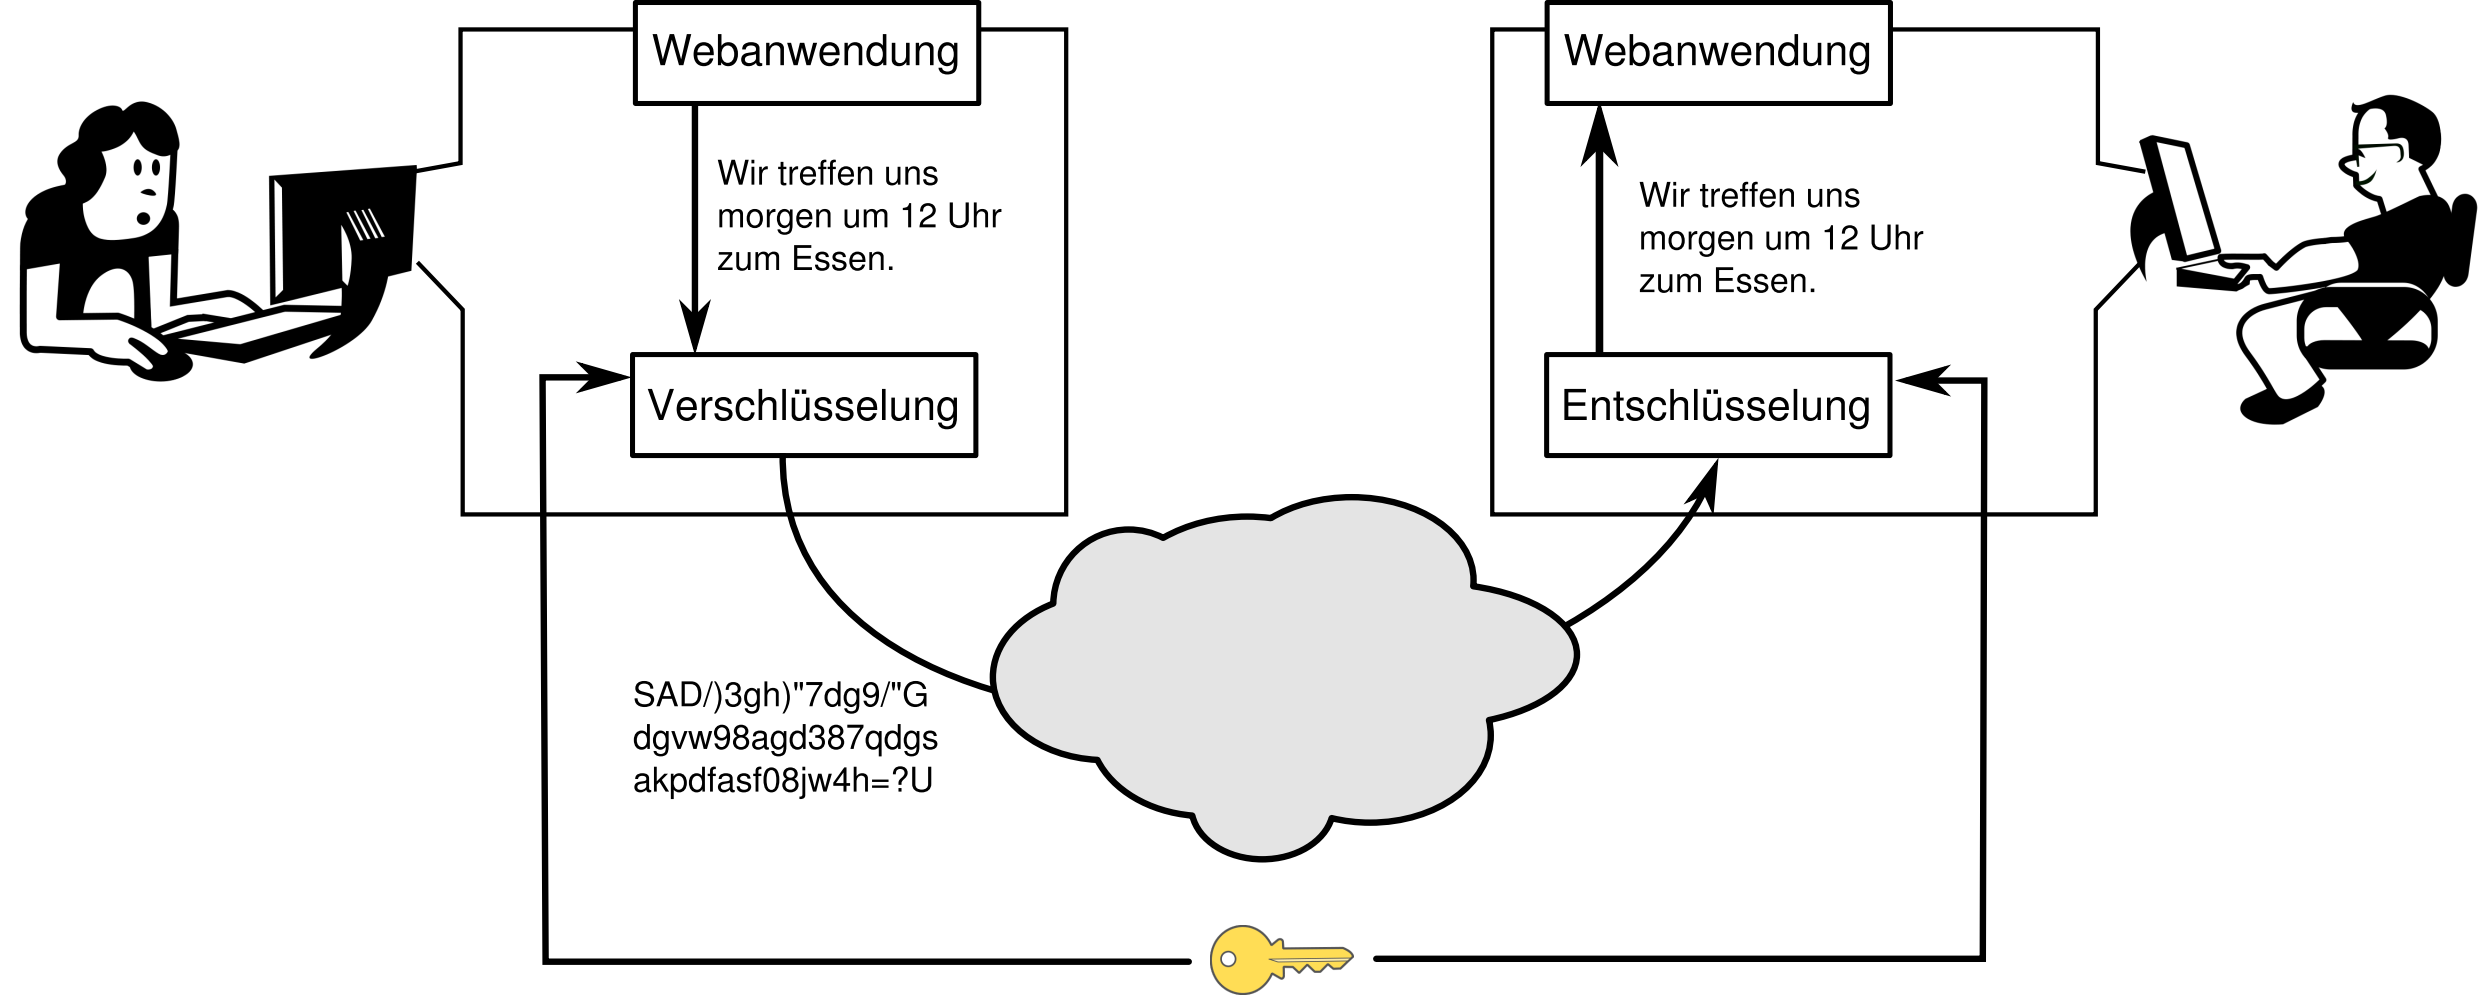 Webanwendung
Wir treffen uns
morgen um 12 Uhr
zum Essen.
Verschlüsselung
SAD/)3gh)"7dg9/"G
dgvw98agd387qdgs
akpdfasf08jw4h=?U
Webanwendung
Wir treffen uns
morgen um 12 Uhr
zum Essen.
Entschlüsselung